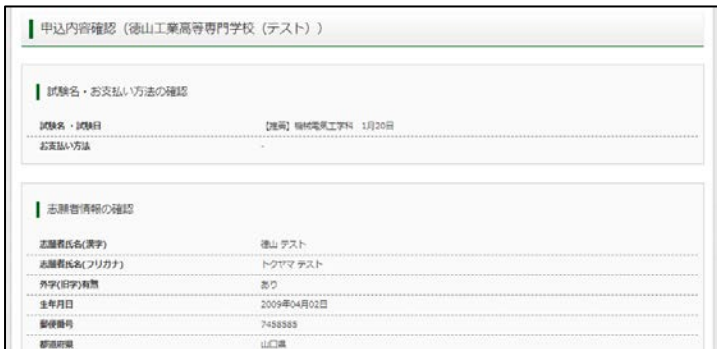 申込内容確認（徳山工業高等専門学校（テスト））
試験名・お支払い方法の確認
試験名・試験日 【推薦】機械電気工学科 1月20日
お支払い方法 -
志願者情報の確認
志願者氏名(漢字) 徳山 テスト
志願者氏名(フリガナ) トクヤマ テスト
外字(旧字)有無 あり
生年月日 2009年04月02日
郵便番号 7458585
都道府県 山口県